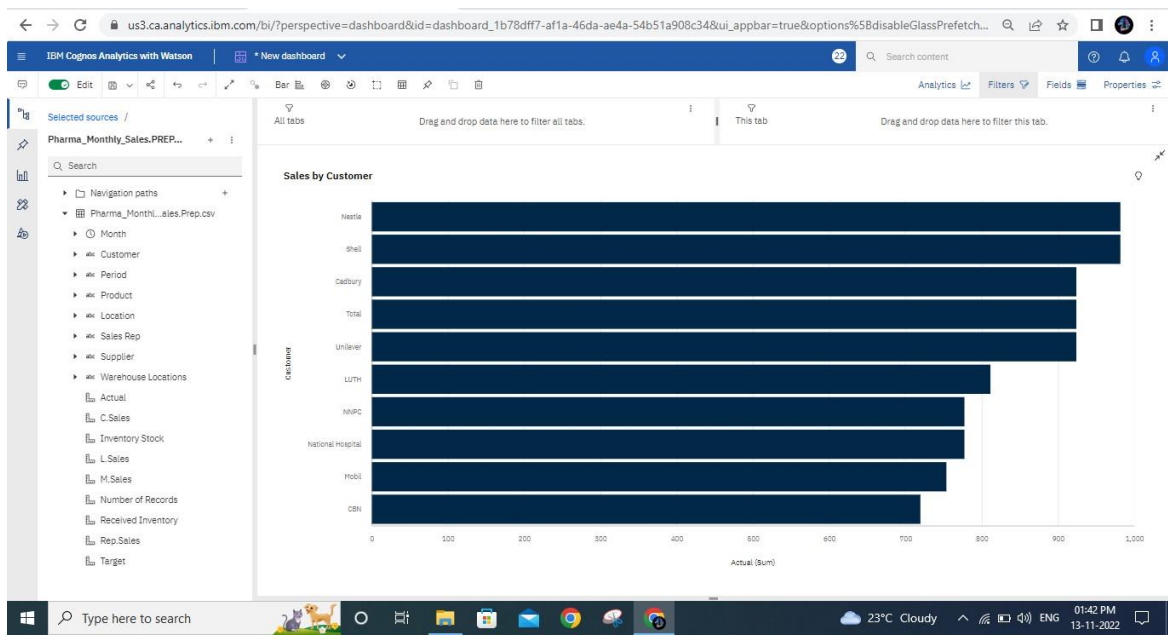 us3.ca.analytics.ibm.com/bi/?perspective=dashboard&id=dashboard_1b78dff7-af1a-46da-ae4a-54b51a908c34&ui_appbar=true&options%5BdisableGlassPrefetch...
IBM Cognos Analytics with Watson
* New dashboard
22
Search content
Edit
Bar
Analytics
Filters
Fields
Properties
Selected sources /
Pharma_Monthly_Sales.PREP...
Search
Navigation paths
Pharma_Monthl...ales.Prep.csv
Month
abc Customer
abc Period
abc Product
abc Location
abc Sales Rep
abc Supplier
abc Warehouse Locations
Actual
C.Sales
Inventory Stock
L.Sales
M.Sales
Number of Records
Received Inventory
Rep.Sales
Target
All tabs
Drag and drop data here to filter all tabs.
This tab
Drag and drop data here to filter this tab.
Sales by Customer
Customer
Nestle
Shell
Cadbury
Total
Unilever
LUTH
NNPC
National Hospital
Mobil
CBN
0 100 200 300 400 500 600 700 800 900 1,000
Actual (Sum)
Type here to search
23°C Cloudy
ENG
01:42 PM
13-11-2022